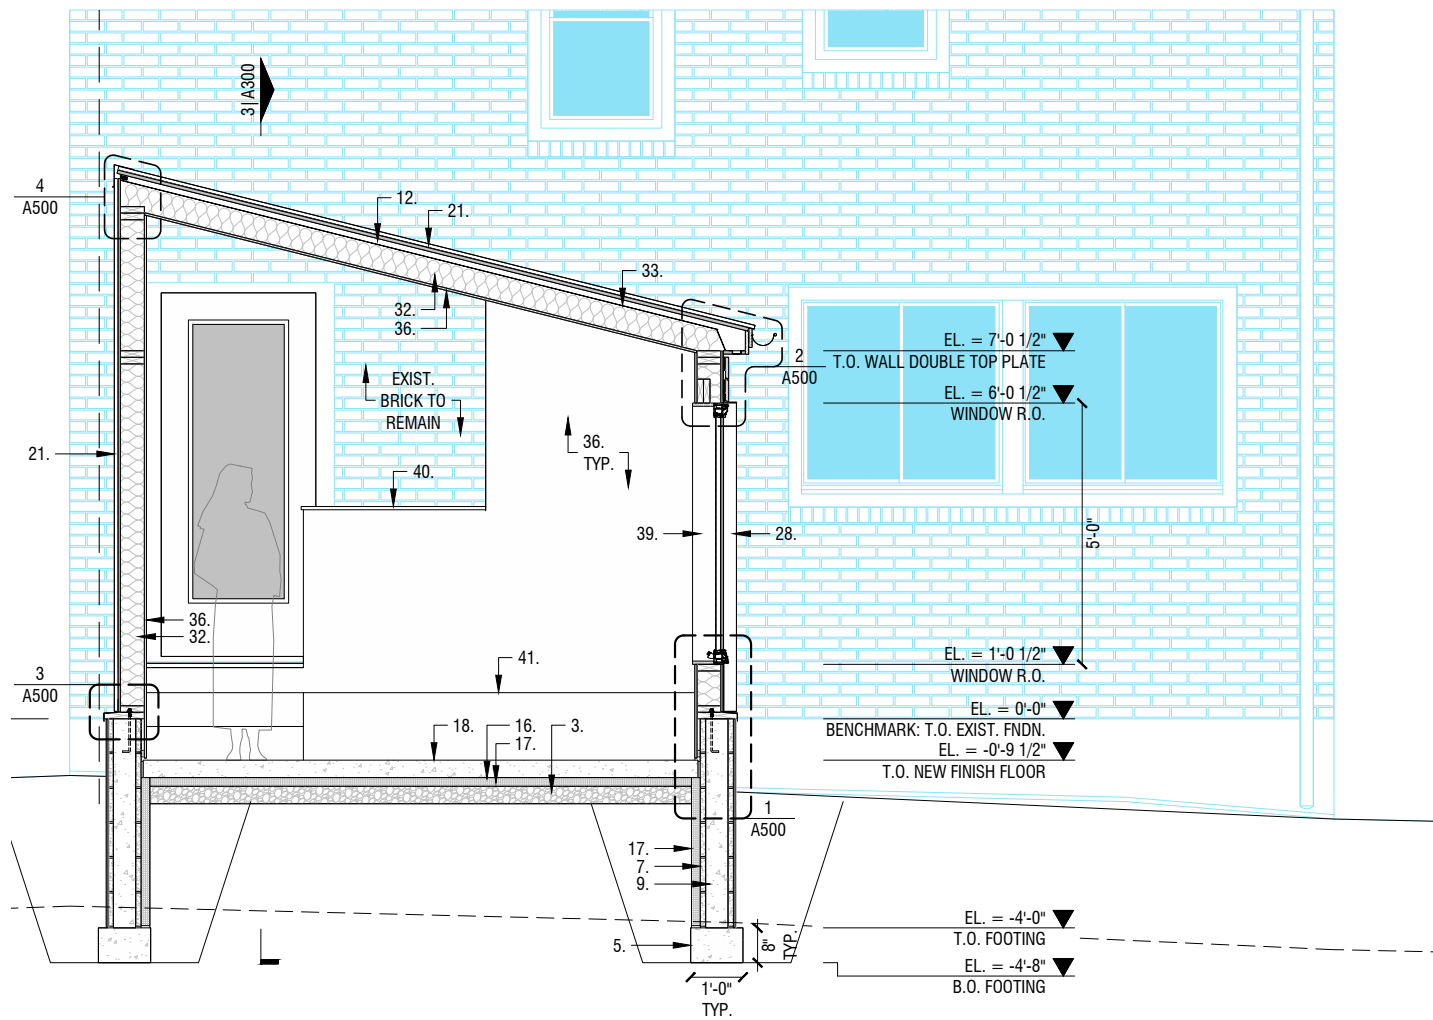 3|A300
4
A500
12.
21.
33.
32.
36.
EL. = 7'-0 1/2"
T.O. WALL DOUBLE TOP PLATE
2
A500
EXIST.
BRICK TO
REMAIN
EL. = 6'-0 1/2"
WINDOW R.O.
36.
TYP.
21.
40.
39.
28.
5'-0"
36.
32.
41.
EL. = 1'-0 1/2"
WINDOW R.O.
3
A500
EL. = 0'-0"
BENCHMARK: T.O. EXIST. FNDN.
18.
16.
17.
3.
EL. = -0'-9 1/2"
T.O. NEW FINISH FLOOR
1
A500
17.
7.
9.
EL. = -4'-0"
T.O. FOOTING
5.
8"
TYP.
EL. = -4'-8"
B.O. FOOTING
1'-0"
TYP.